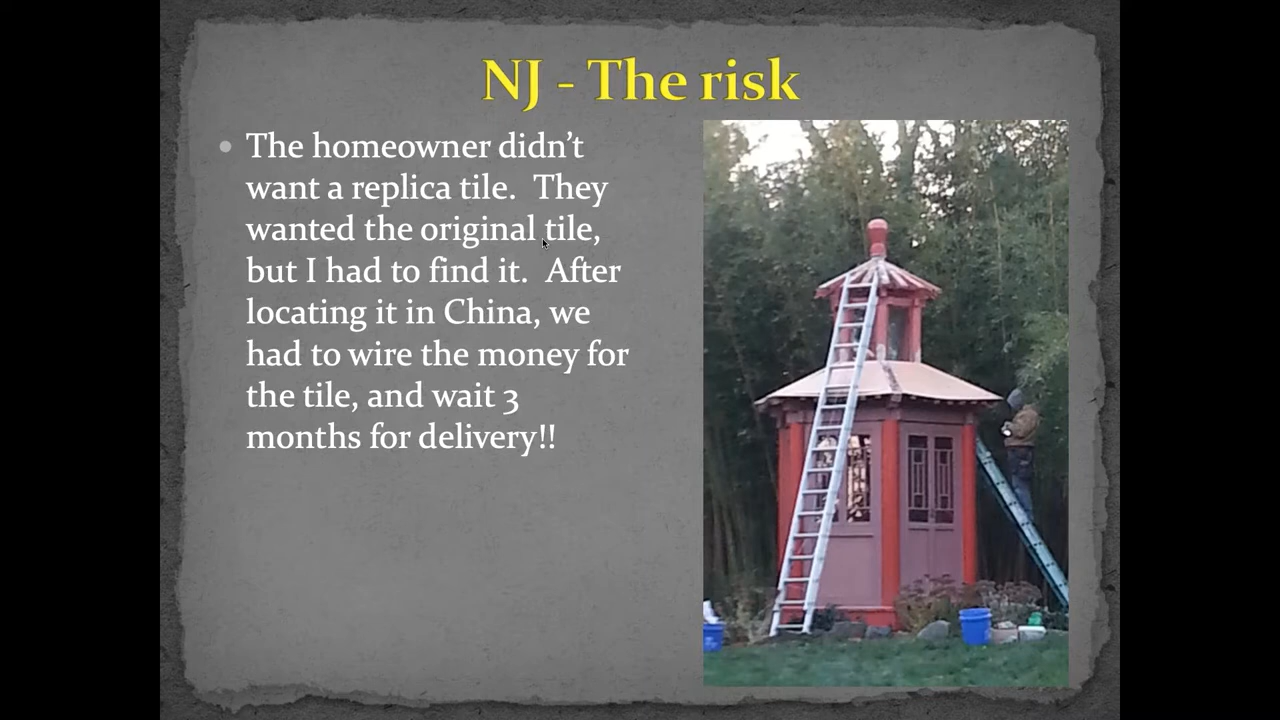 NJ - The risk
The homeowner didn’t
want a replica tile.  They
wanted the original tile,
but I had to find it.  After
locating it in China, we
had to wire the money for
the tile, and wait 3
months for delivery!!